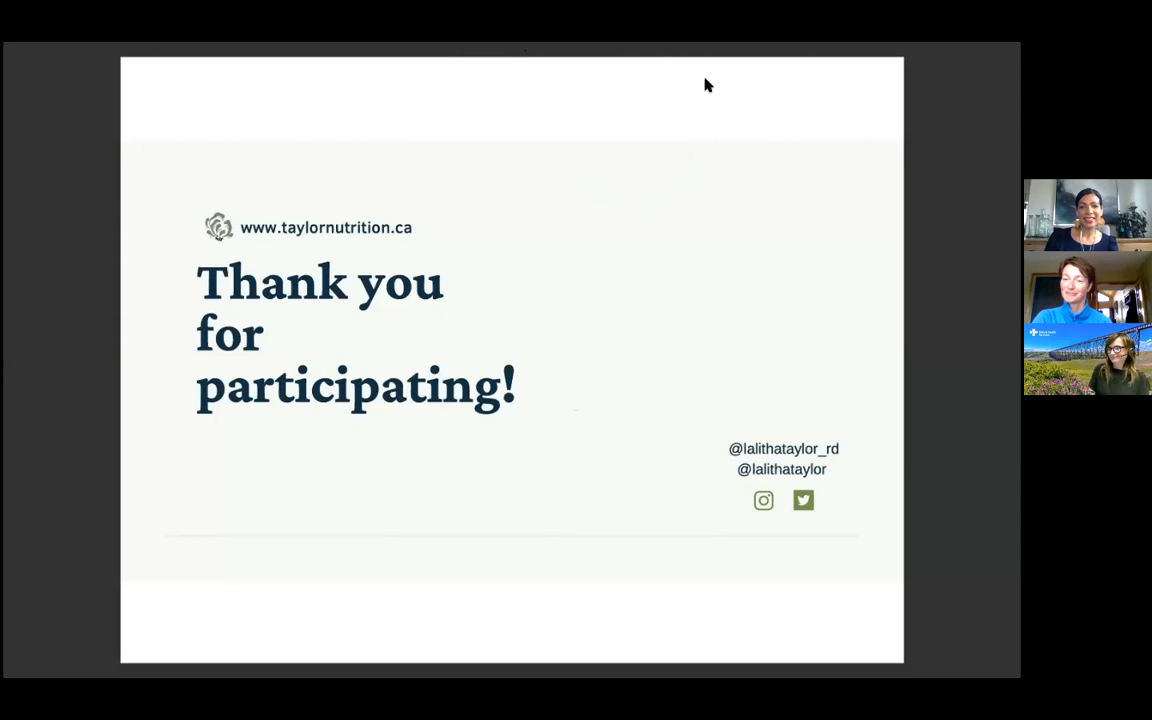 www.taylornutrition.ca
Thank you
for
participating!
@lalithataylor_rd
@lalithataylor